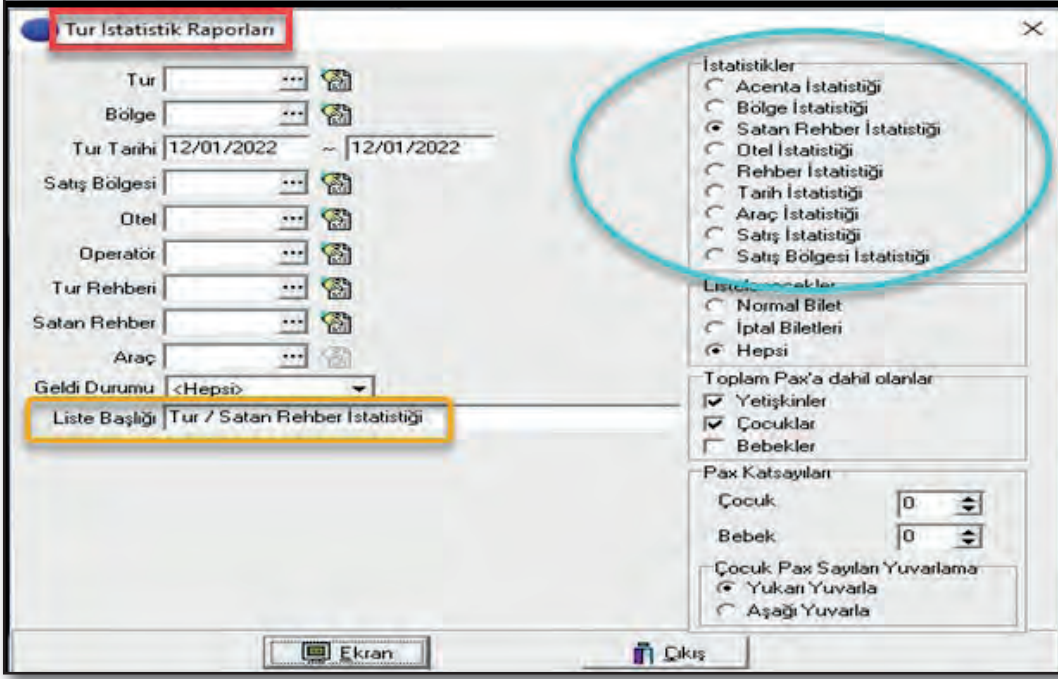 Tur İstatistik Raporları
Tur ...
Bölge ...
Tur Tarihi 12/01/2022 ~ 12/01/2022
Satış Bölgesi ...
Otel ...
Operatör ...
Tur Rehberi ...
Satan Rehber ...
Araç ...
Geldi Durumu <Hepsi>
Liste Başlığı Tur / Satan Rehber İstatistiği
İstatistikler
Acenta İstatistiği
Bölge İstatistiği
Satan Rehber İstatistiği
Otel İstatistiği
Rehber İstatistiği
Tarih İstatistiği
Araç İstatistiği
Satış İstatistiği
Satış Bölgesi İstatistiği
Normal Bilet
İptal Biletleri
Hepsi
Toplam Pax'a dahil olanlar
Yetişkinler
Çocuklar
Bebekler
Pax Katsayıları
Çocuk 0
Bebek 0
Çocuk Pax Sayıları Yuvarlama
Yukarı Yuvarla
Aşağı Yuvarla
Ekran
Çıkış